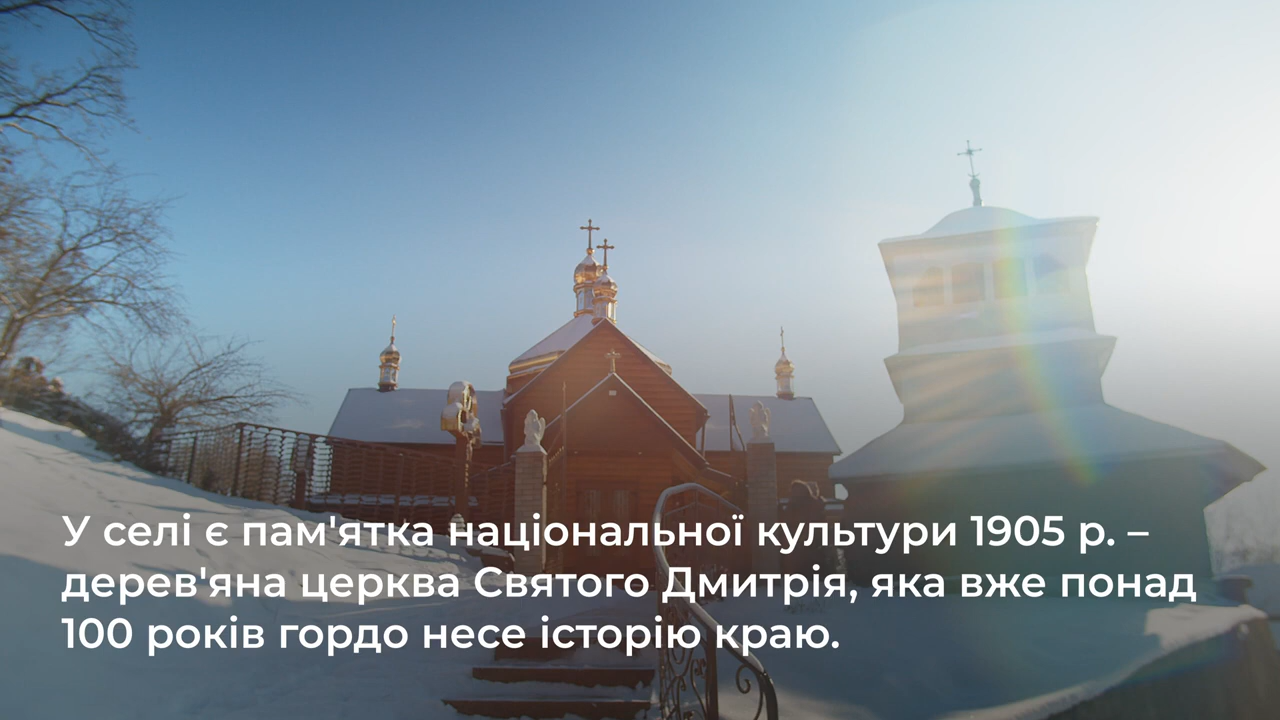 У селі є пам'ятка національної культури 1905 р. –
дерев'яна церква Святого Дмитрія, яка вже понад
100 років гордо несе історію краю.